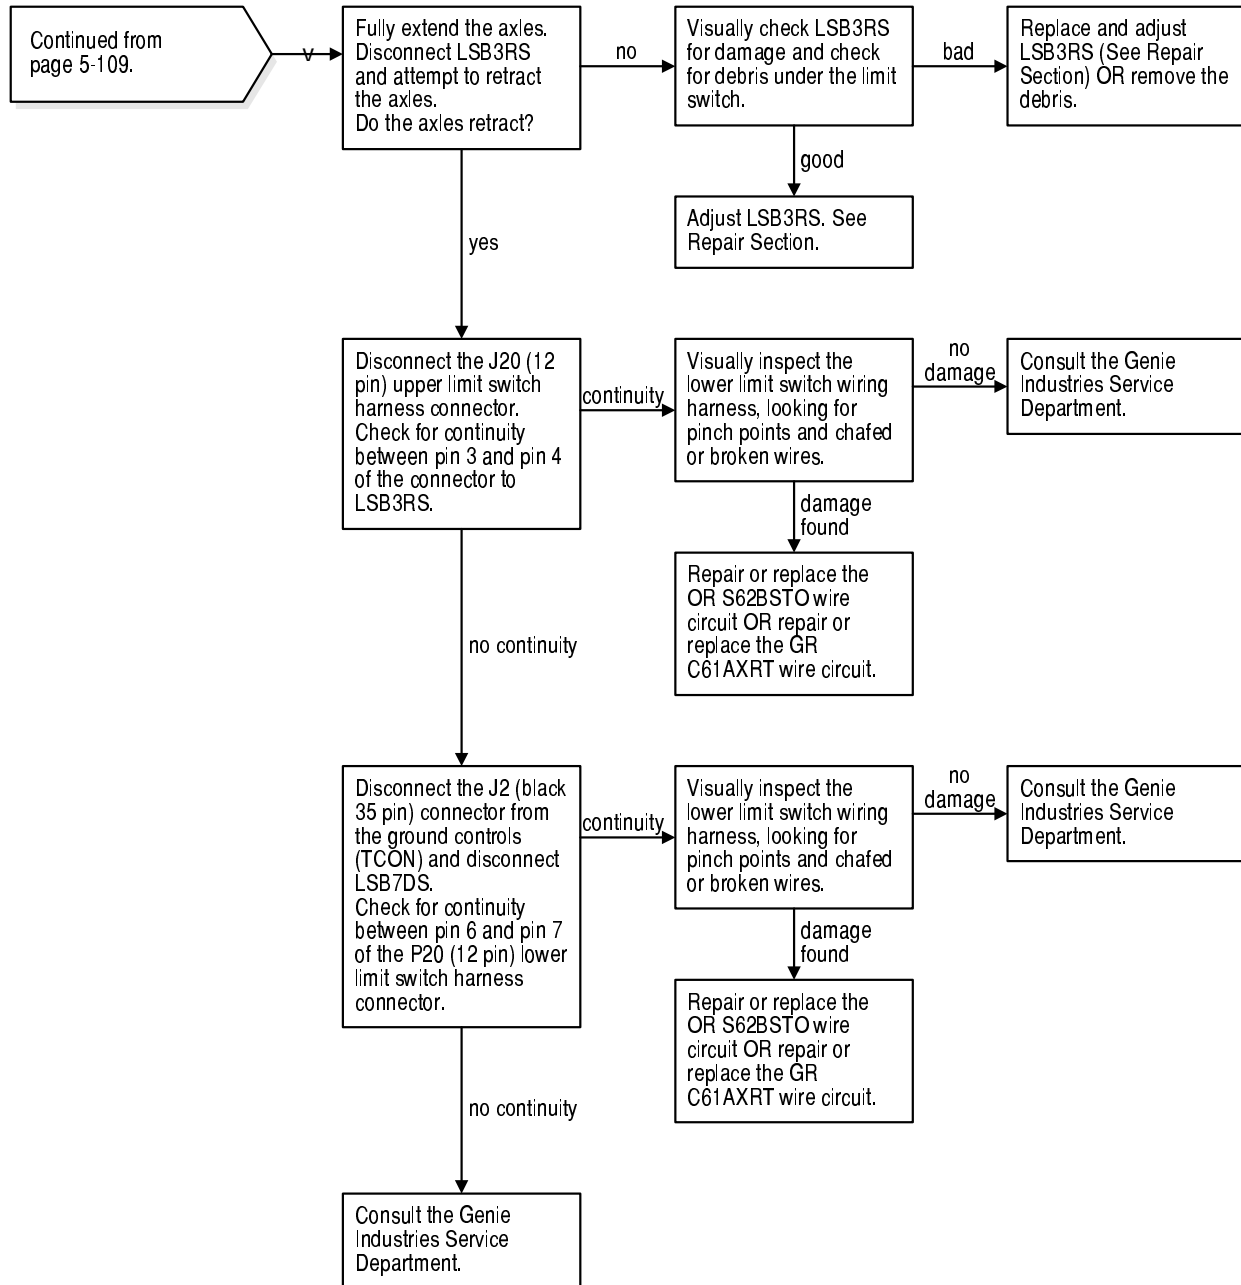 Continued from
page 5-109.
v
Fully extend the axles.
Disconnect LSB3RS
and attempt to retract
the axles.
Do the axles retract?
no
Visually check LSB3RS
for damage and check
for debris under the limit
switch.
bad
Replace and adjust
LSB3RS (See Repair
Section) OR remove the
debris.
good
Adjust LSB3RS. See
Repair Section.
yes
Disconnect the J20 (12
pin) upper limit switch
harness connector.
Check for continuity
between pin 3 and pin 4
of the connector to
LSB3RS.
continuity
Visually inspect the
lower limit switch wiring
harness, looking for
pinch points and chafed
or broken wires.
no
damage
Consult the Genie
Industries Service
Department.
damage
found
Repair or replace the
OR S62BSTO wire
circuit OR repair or
replace the GR
C61AXRT wire circuit.
no continuity
Disconnect the J2 (black
35 pin) connector from
the ground controls
(TCON) and disconnect
LSB7DS.
Check for continuity
between pin 6 and pin 7
of the P20 (12 pin) lower
limit switch harness
connector.
continuity
Visually inspect the
lower limit switch wiring
harness, looking for
pinch points and chafed
or broken wires.
no
damage
Consult the Genie
Industries Service
Department.
damage
found
Repair or replace the
OR S62BSTO wire
circuit OR repair or
replace the GR
C61AXRT wire circuit.
no continuity
Consult the Genie
Industries Service
Department.